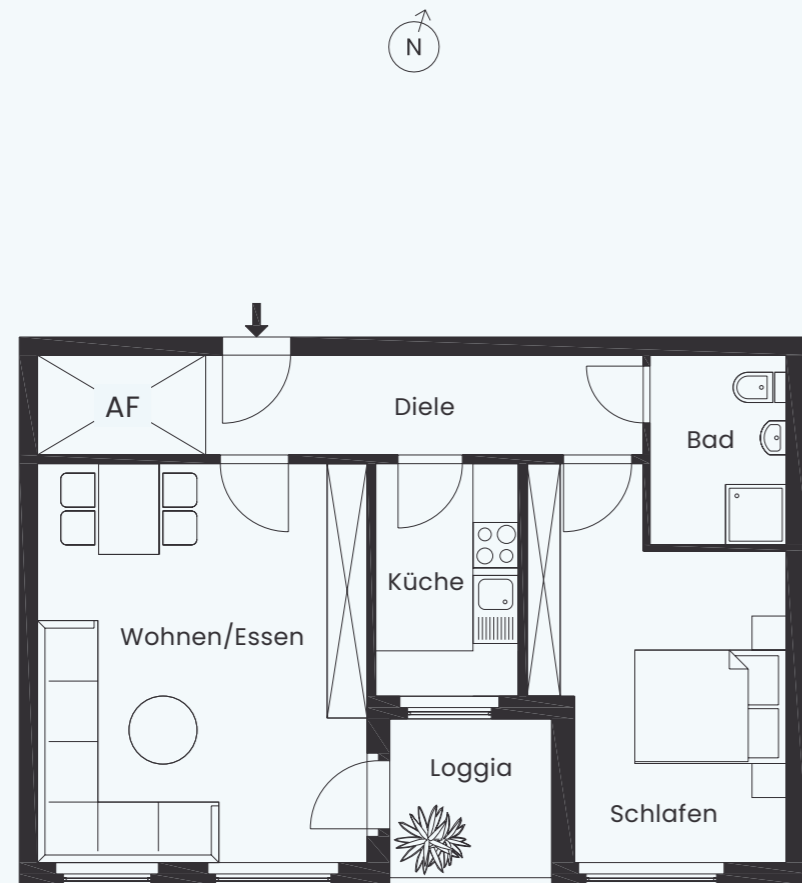 N
AF
Diele
Bad
Küche
Wohnen/Essen
Loggia
Schlafen